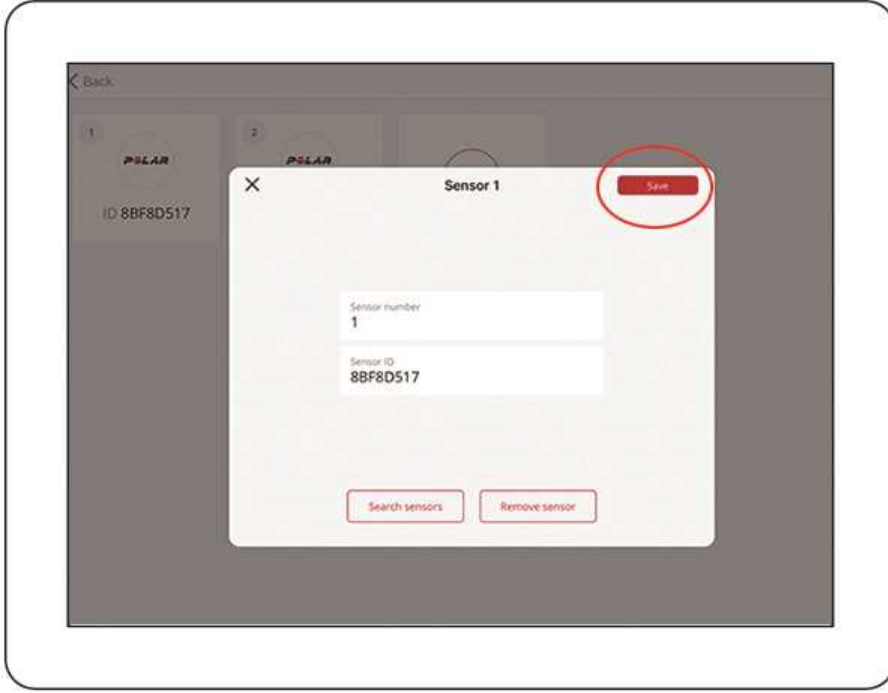 Back
1
2
POLAR
POLAR
ID 8BF8D517
Sensor 1
Save
Sensor number
1
Sensor ID
8BF8D517
Search sensors
Remove sensor